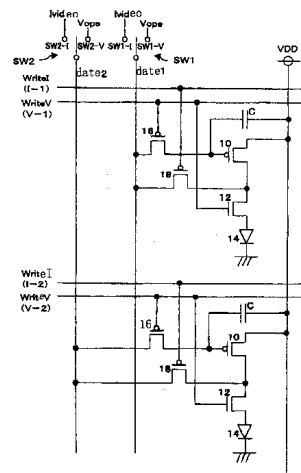 Ivideo Ivideo
Vope Vope
SW2-I SW2-V SW1-I SW1-V
SW2 SW1
date2 date1
VDD
WriteI
(I-1)
WriteV
(V-1)
C
16 10
18
12
14
WriteI
(I-2)
WriteV
(V-2)
C
16 10
18
12
14